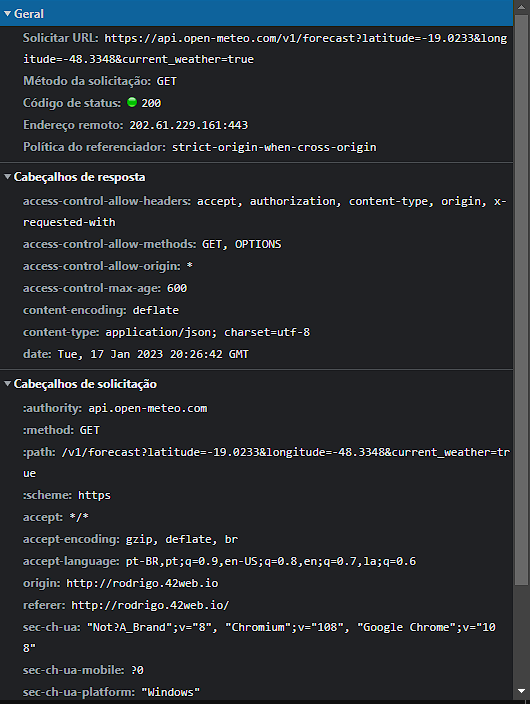 Geral
Solicitar URL: https://api.open-meteo.com/v1/forecast?latitude=-19.0233&long
itude=-48.3348&current_weather=true
Método da solicitação: GET
Código de status: 200
Endereço remoto: 202.61.229.161:443
Política do referenciador: strict-origin-when-cross-origin
Cabeçalhos de resposta
access-control-allow-headers: accept, authorization, content-type, origin, x-
requested-with
access-control-allow-methods: GET, OPTIONS
access-control-allow-origin: *
access-control-max-age: 600
content-encoding: deflate
content-type: application/json; charset=utf-8
date: Tue, 17 Jan 2023 20:26:42 GMT
Cabeçalhos de solicitação
:authority: api.open-meteo.com
:method: GET
:path: /v1/forecast?latitude=-19.0233&longitude=-48.3348&current_weather=tr
ue
:scheme: https
accept: */*
accept-encoding: gzip, deflate, br
accept-language: pt-BR,pt;q=0.9,en-US;q=0.8,en;q=0.7,la;q=0.6
origin: http://rodrigo.42web.io
referer: http://rodrigo.42web.io/
sec-ch-ua: "Not?A_Brand";v="8", "Chromium";v="108", "Google Chrome";v="10
8"
sec-ch-ua-mobile: ?0
sec-ch-ua-platform: "Windows"